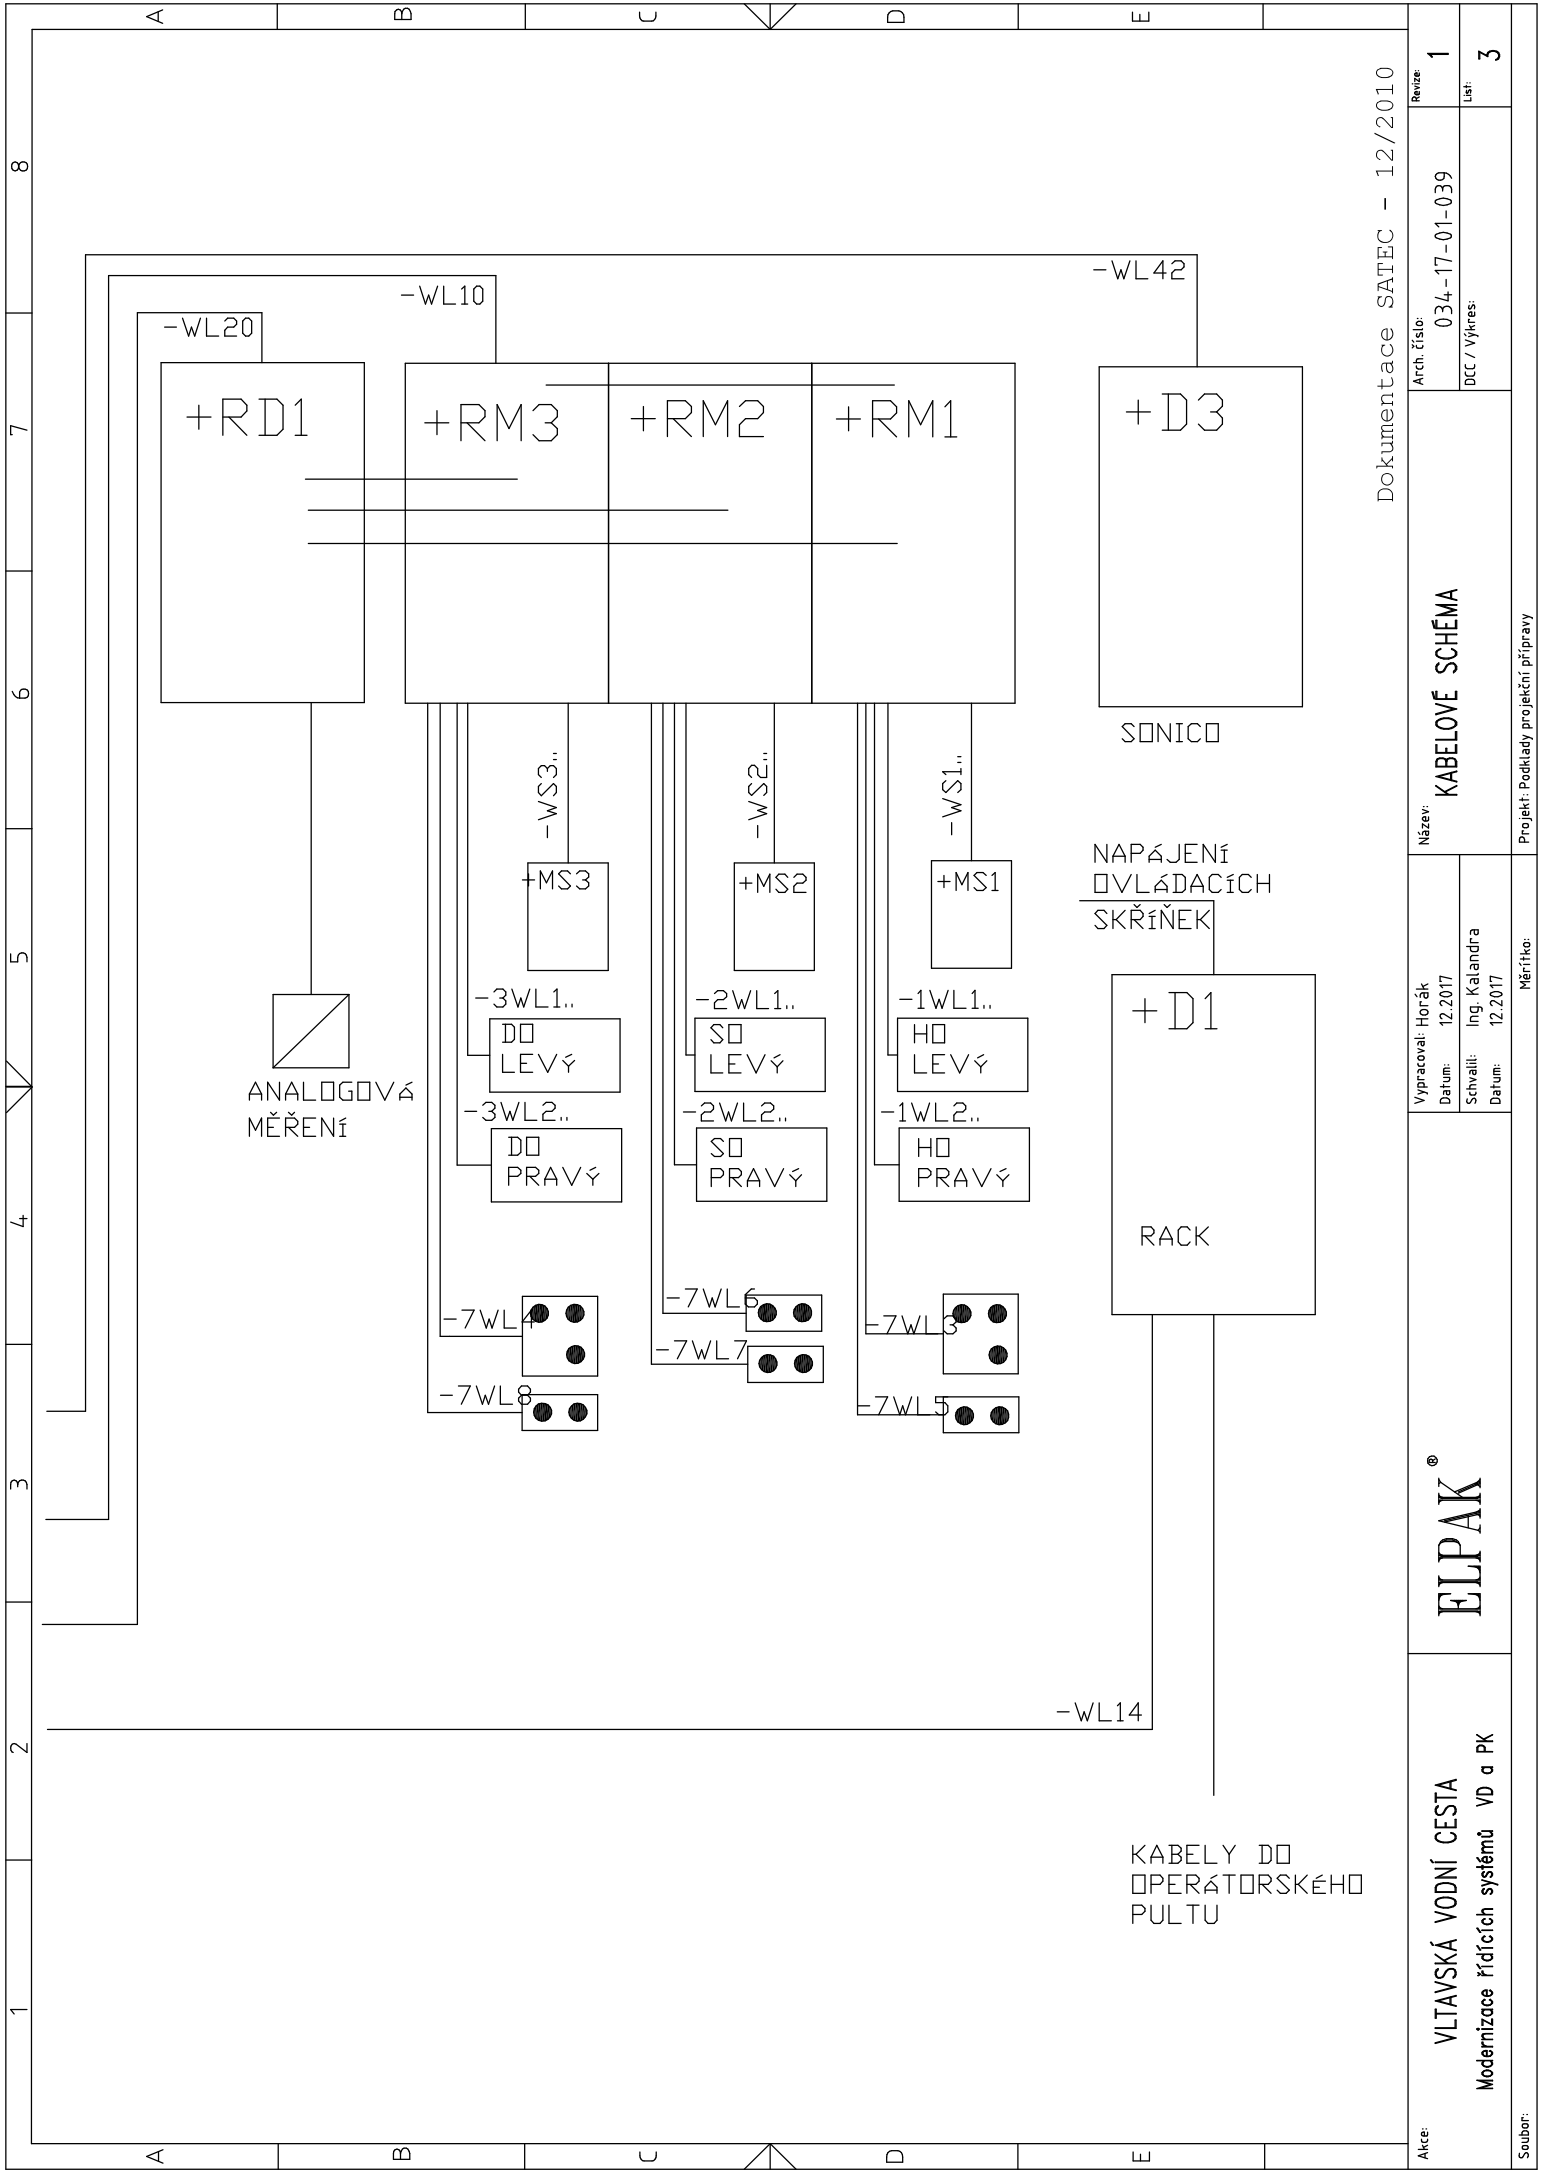 A
B
C
D
E
8
7
6
5
4
3
2
1
-WL42
-WL10
-WL20
+RD1
+RM3
+RM2
+RM1
+D3
SONICO
-WS3..
-WS2..
-WS1..
+MS3
+MS2
+MS1
NAPÁJENÍ
OVLÁDACÍCH
SKŘÍŇEK
+D1
RACK
ANALOGOVÁ
MĚŘENÍ
-3WL1..
DO
LEVÝ
-2WL1..
SO
LEVÝ
-1WL1..
HO
LEVÝ
-3WL2..
DO
PRAVÝ
-2WL2..
SO
PRAVÝ
-1WL2..
HO
PRAVÝ
-7WL4
-7WL6
-7WL3
-7WL7
-7WL8
-7WL5
-WL14
KABELY DO
OPERÁTORSKÉHO
PULTU
A
B
C
D
E
Dokumentace SATEC - 12/2010
Akce:
VLTAVSKÁ VODNÍ CESTA
Modernizace řídících systémů VD a PK
ELPAK ®
Vypracoval: Horák
Datum: 12.2017
Schvalil: Ing. Kalandra
Datum: 12.2017
Název:
KABELOVÉ SCHÉMA
Arch. číslo:
034-17-01-039
DCC / Výkres:
Revize:
1
List:
3
Soubor:
Měřítko:
Projekt: Podklady projekční přípravy